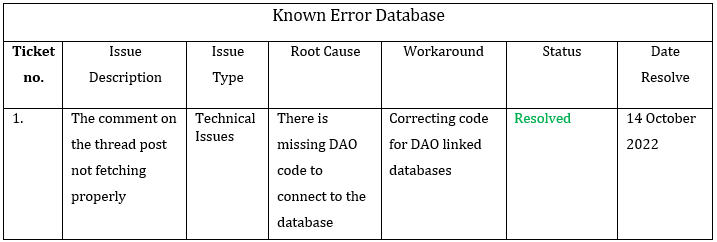 Known Error Database
Ticket no.
Issue Description
Issue Type
Root Cause
Workaround
Status
Date Resolve
1.
The comment on
the thread post
not fetching
properly
Technical
Issues
There is
missing DAO
code to
connect to the
database
Correcting code
for DAO linked
databases
Resolved
14 October
2022